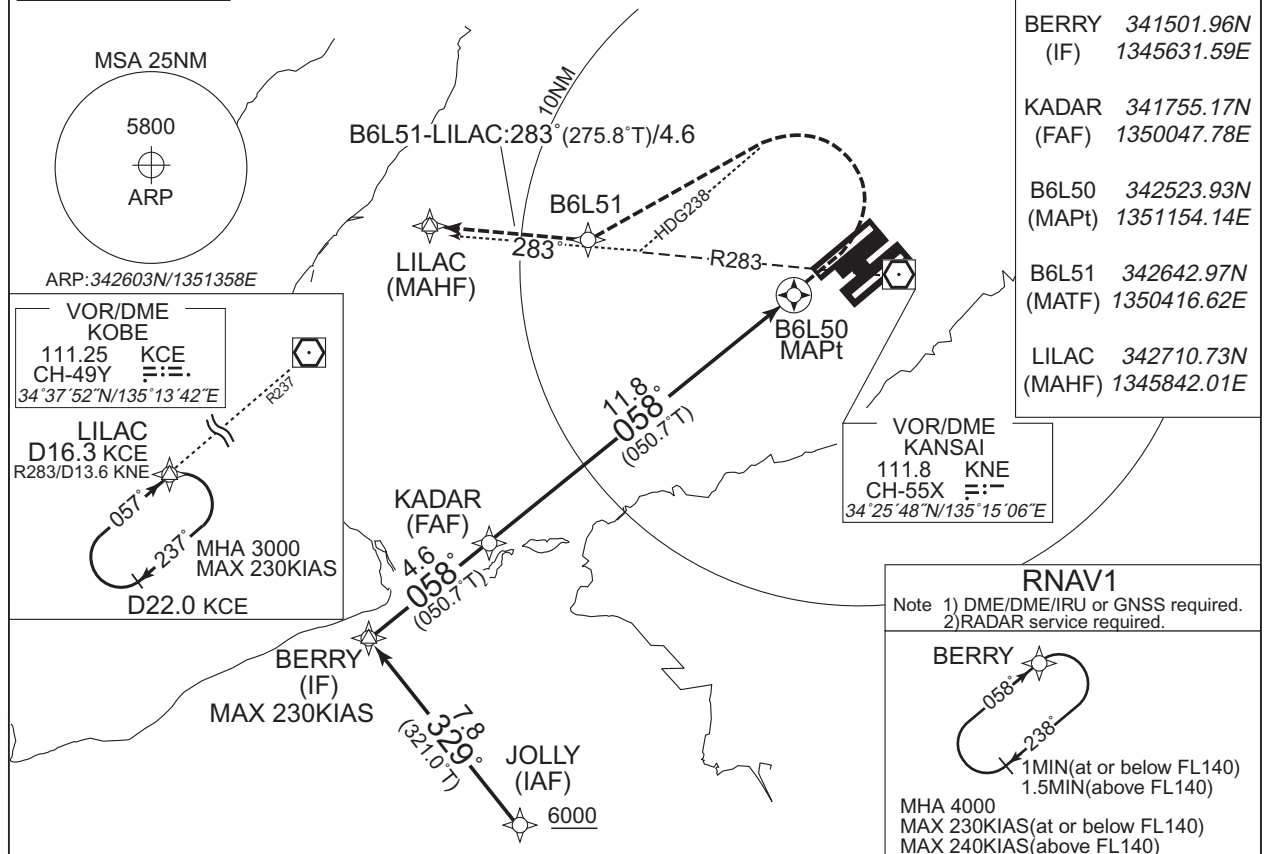 MSA 25NM
5800
ARP
ARP:342603N/1351358E
10NM
B6L51-LILAC:283°(275.8°T)/4.6
B6L51
HDG238
283°
R283
LILAC
(MAHF)
B6L50
MAPt
11.8
058°
(050.7°T)
KADAR
(FAF)
4.6
058°
(050.7°T)
BERRY
(IF)
MAX 230KIAS
7.8
329°
(321.0°T)
JOLLY
(IAF)
6000
VOR/DME
KOBE
111.25 KCE
CH-49Y
34°37′52″N/135°13′42″E
R237
LILAC
D16.3 KCE
R283/D13.6 KNE
057°
237°
MHA 3000
MAX 230KIAS
D22.0 KCE
VOR/DME
KANSAI
111.8 KNE
CH-55X
34°25′48″N/135°15′06″E
BERRY 341501.96N
(IF) 1345631.59E
KADAR 341755.17N
(FAF) 1350047.78E
B6L50 342523.93N
(MAPt) 1351154.14E
B6L51 342642.97N
(MATF) 1350416.62E
LILAC 342710.73N
(MAHF) 1345842.01E
RNAV1
Note 1) DME/DME/IRU or GNSS required.
2)RADAR service required.
BERRY
058°
238°
1MIN(at or below FL140)
1.5MIN(above FL140)
MHA 4000
MAX 230KIAS(at or below FL140)
MAX 240KIAS(above FL140)